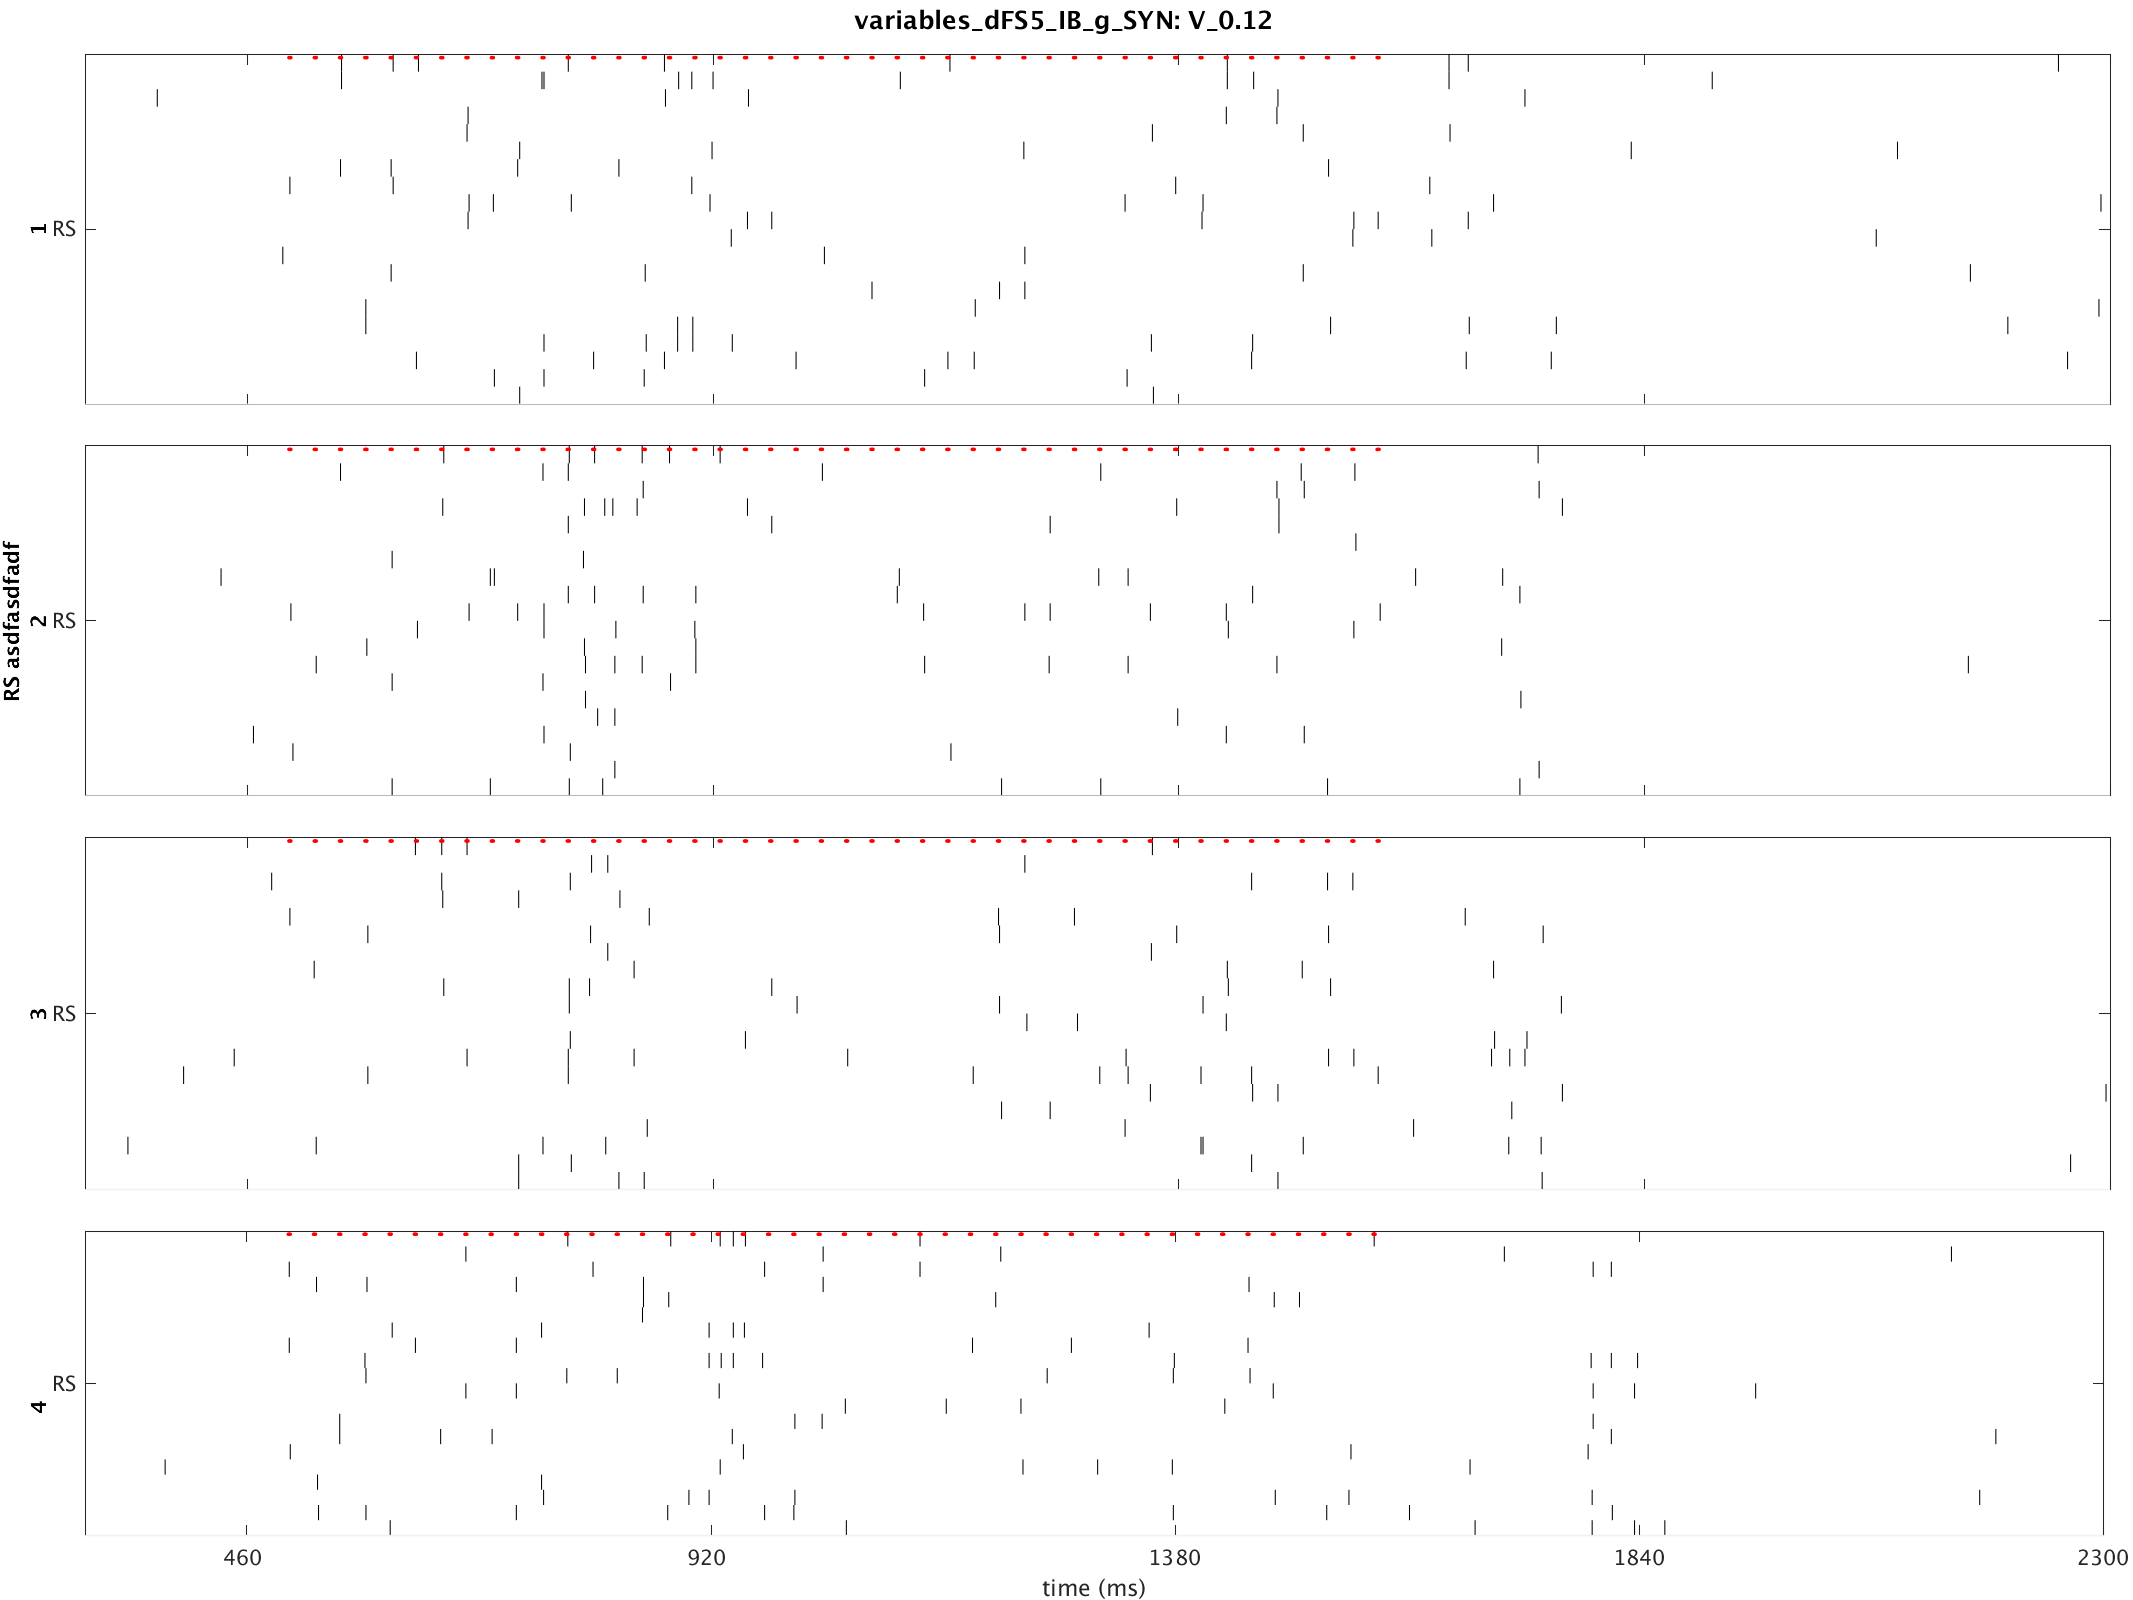 variables_dFS5_IB_g_SYN: V_0.12
1 RS
RS asdfasdfadf
2 RS
3 RS
4 RS
460 920 1380 1840 2300
time (ms)